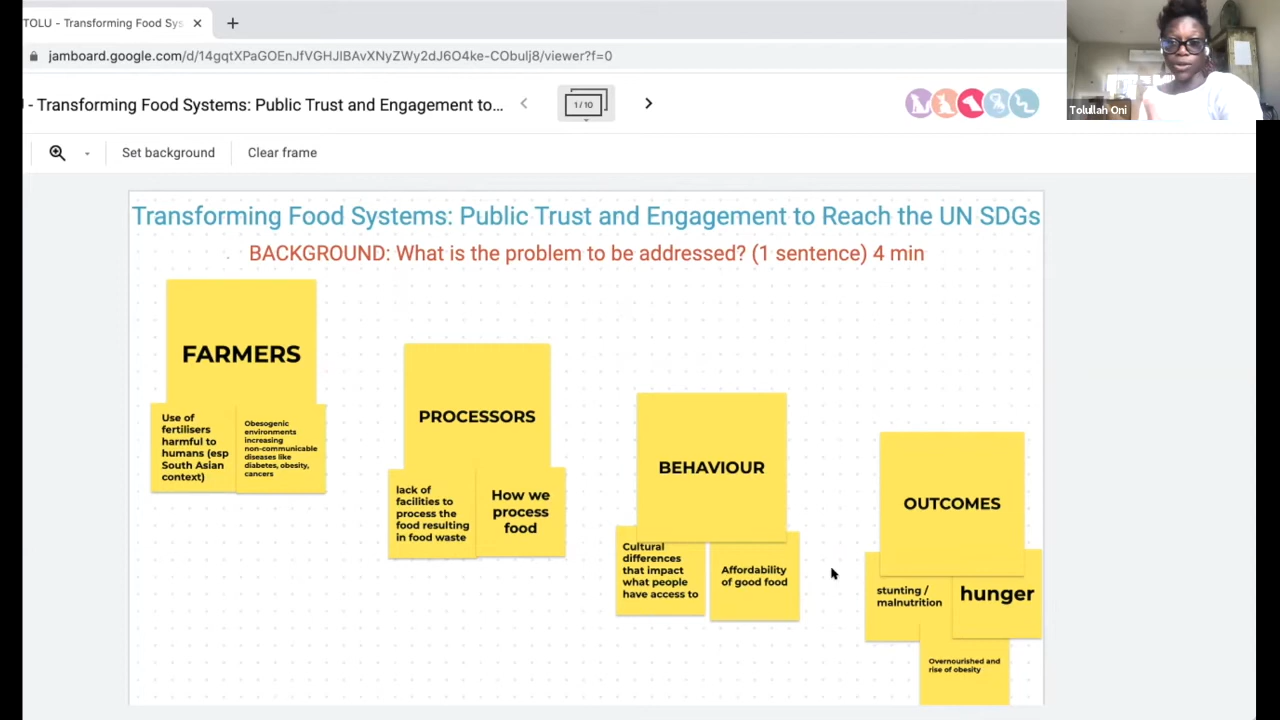 TOLU - Transforming Food Sys
jamboard.google.com/d/14gqtXPaGOEnJfVGHJIBAvXNyZWy2dJ6O4ke-CObuIj8/viewer?f=0
- Transforming Food Systems: Public Trust and Engagement to...
1 / 10
Tolullah Oni
Set background
Clear frame
Transforming Food Systems: Public Trust and Engagement to Reach the UN SDGs
BACKGROUND: What is the problem to be addressed? (1 sentence) 4 min
FARMERS
Use of
fertilisers
harmful to
humans (esp
South Asian
context)
Obesogenic
environments
increasing
non-communicable
diseases like
diabetes, obesity,
cancers
PROCESSORS
lack of
facilities to
process the
food resulting
in food waste
How we
process
food
BEHAVIOUR
Cultural
differences
that impact
what people
have access to
Affordability
of good food
OUTCOMES
stunting /
malnutrition
hunger
Overnourished and
rise of obesity